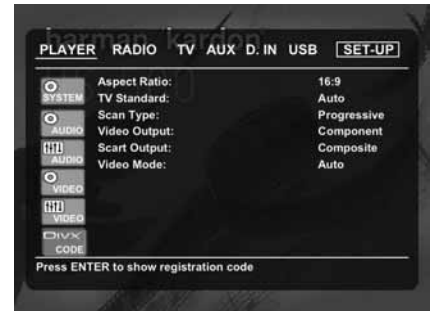 harman kardon
PLAYER RADIO TV AUX D. IN USB SET-UP
SYSTEM
AUDIO
AUDIO
VIDEO
VIDEO
DIVX CODE
Aspect Ratio: 16:9
TV Standard: Auto
Scan Type: Progressive
Video Output: Component
Scart Output: Composite
Video Mode: Auto
Press ENTER to show registration code